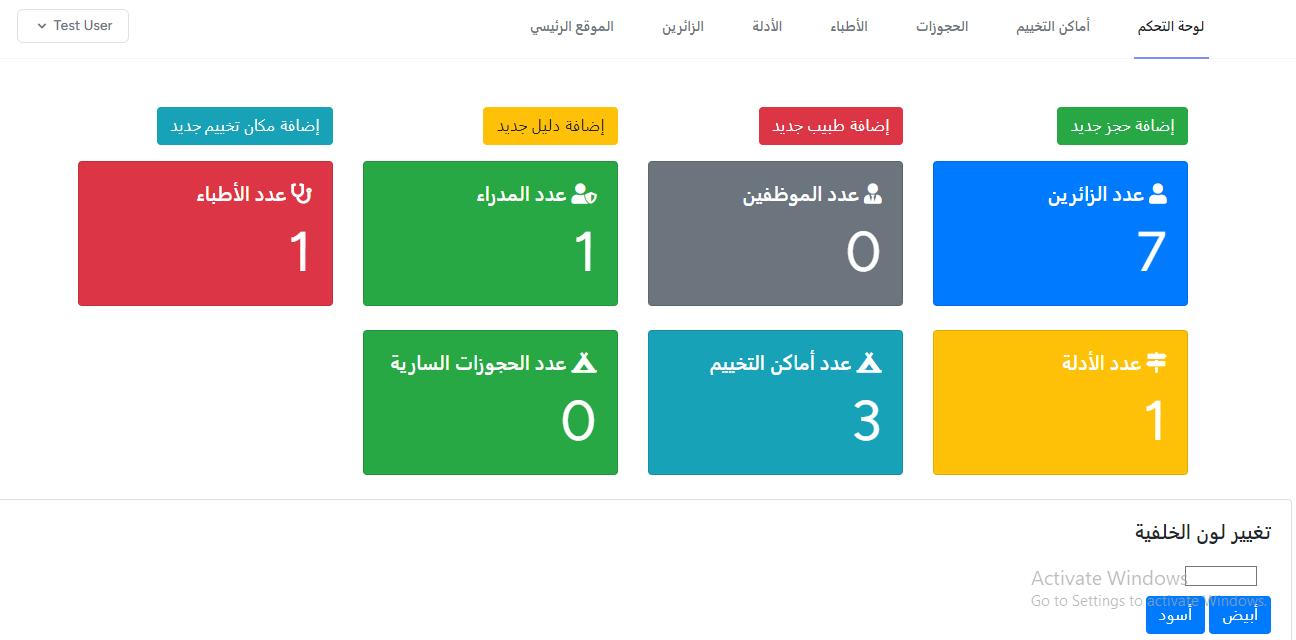 لوحة التحكم
أماكن التخييم
الحجوزات
الأطباء
الأدلة
الزائرين
الموقع الرئيسي
Test User
إضافة حجز جديد
إضافة طبيب جديد
إضافة دليل جديد
إضافة مكان تخييم جديد
عدد الزائرين
7
عدد الموظفين
0
عدد المدراء
1
عدد الأطباء
1
عدد الأدلة
1
عدد أماكن التخييم
3
عدد الحجوزات السارية
0
تغيير لون الخلفية
Activate Windows
Go to Settings to activate Windows.
أبيض
أسود